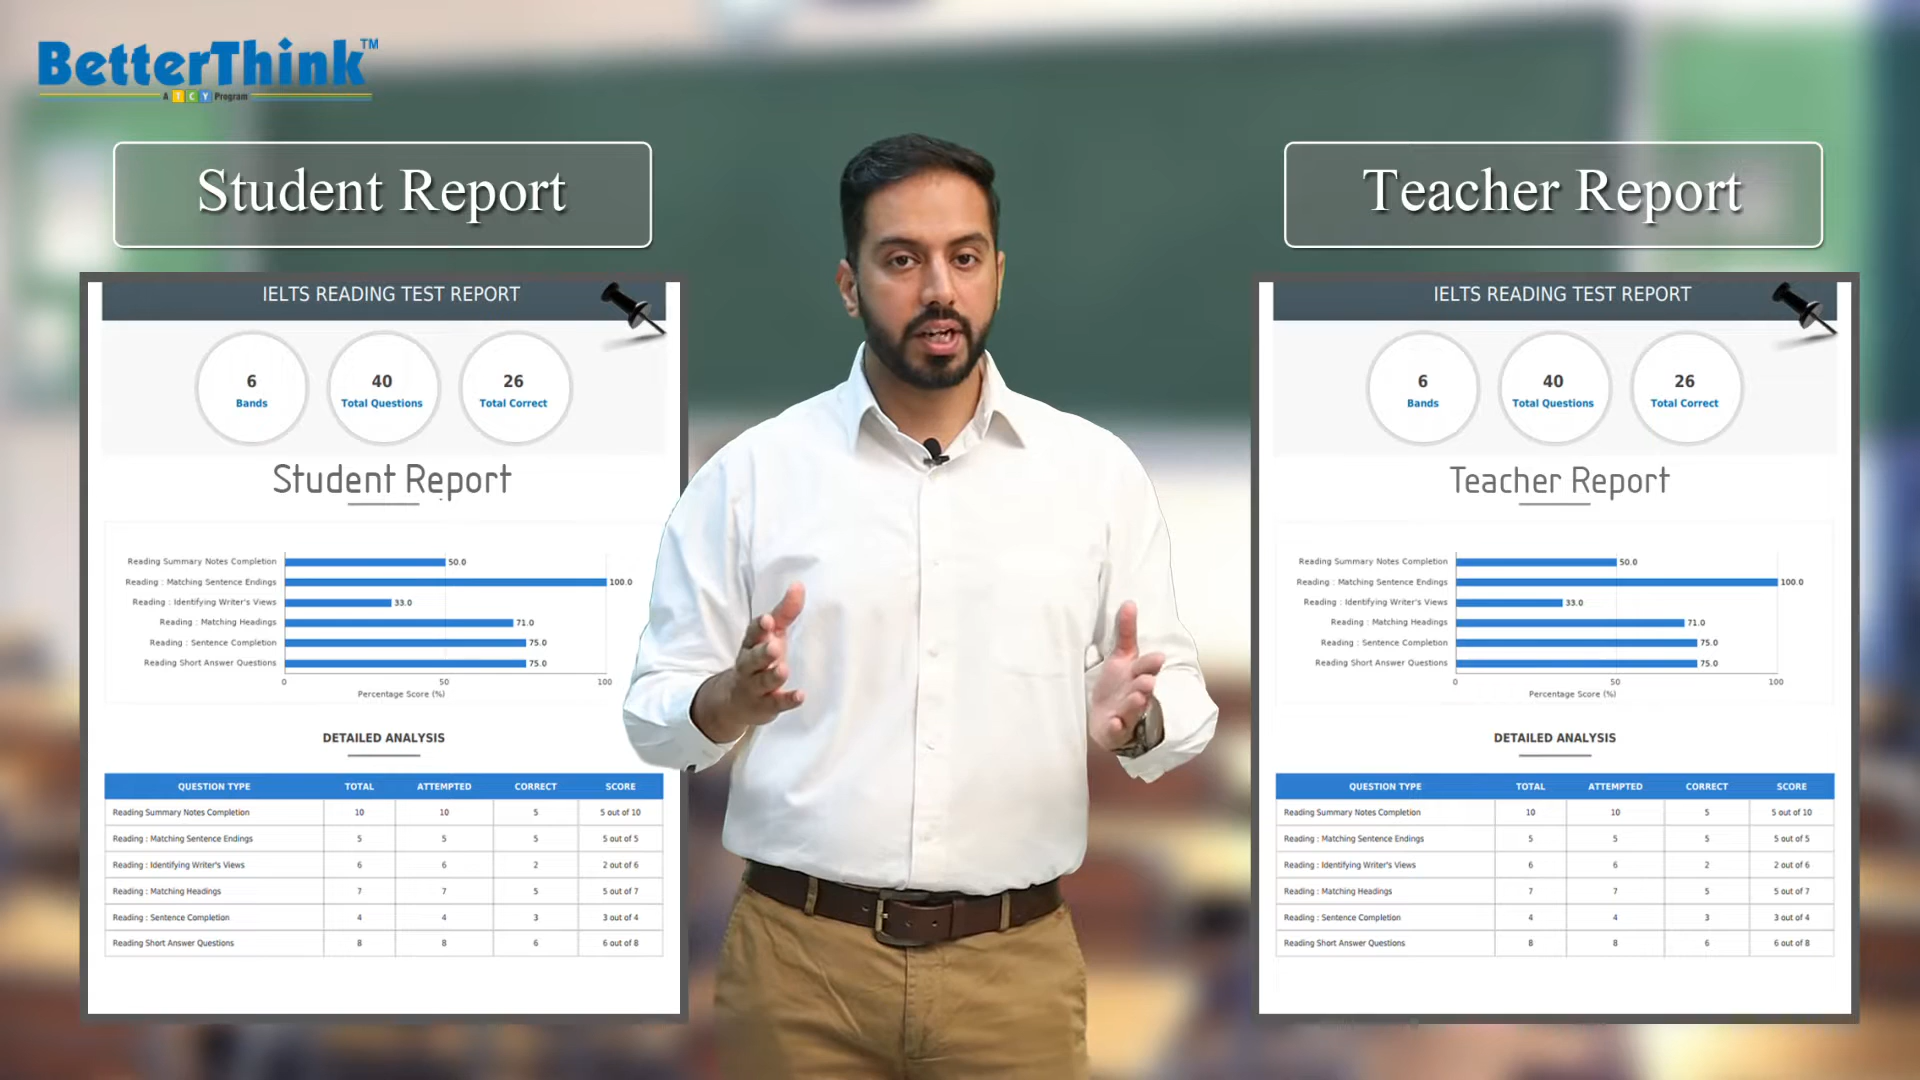 BetterThink™
A TCY Program
Student Report
IELTS READING TEST REPORT
6 40 26
Bands Total Questions Total Correct
Student Report
Reading Summary Notes Completion 50.0
Reading : Matching Sentence Endings 100.0
Reading : Identifying Writer's Views 33.0
Reading : Matching Headings 71.0
Reading : Sentence Completion 75.0
Reading Short Answer Questions 75.0
0 50 100
Percentage Score (%)
DETAILED ANALYSIS
QUESTION TYPE TOTAL ATTEMPTED CORRECT SCORE
Reading Summary Notes Completion 10 10 5 5 out of 10
Reading : Matching Sentence Endings 5 5 5 5 out of 5
Reading : Identifying Writer's Views 6 6 2 2 out of 6
Reading : Matching Headings 7 7 5 5 out of 7
Reading : Sentence Completion 4 4 3 3 out of 4
Reading Short Answer Questions 8 8 6 6 out of 8
Teacher Report
IELTS READING TEST REPORT
6 40 26
Bands Total Questions Total Correct
Teacher Report
Reading Summary Notes Completion 50.0
Reading : Matching Sentence Endings 100.0
Reading : Identifying Writer's Views 33.0
Reading : Matching Headings 71.0
Reading : Sentence Completion 75.0
Reading Short Answer Questions 75.0
0 50 100
Percentage Score (%)
DETAILED ANALYSIS
QUESTION TYPE TOTAL ATTEMPTED CORRECT SCORE
Reading Summary Notes Completion 10 10 5 5 out of 10
Reading : Matching Sentence Endings 5 5 5 5 out of 5
Reading : Identifying Writer's Views 6 6 2 2 out of 6
Reading : Matching Headings 7 7 5 5 out of 7
Reading : Sentence Completion 4 4 3 3 out of 4
Reading Short Answer Questions 8 8 6 6 out of 8